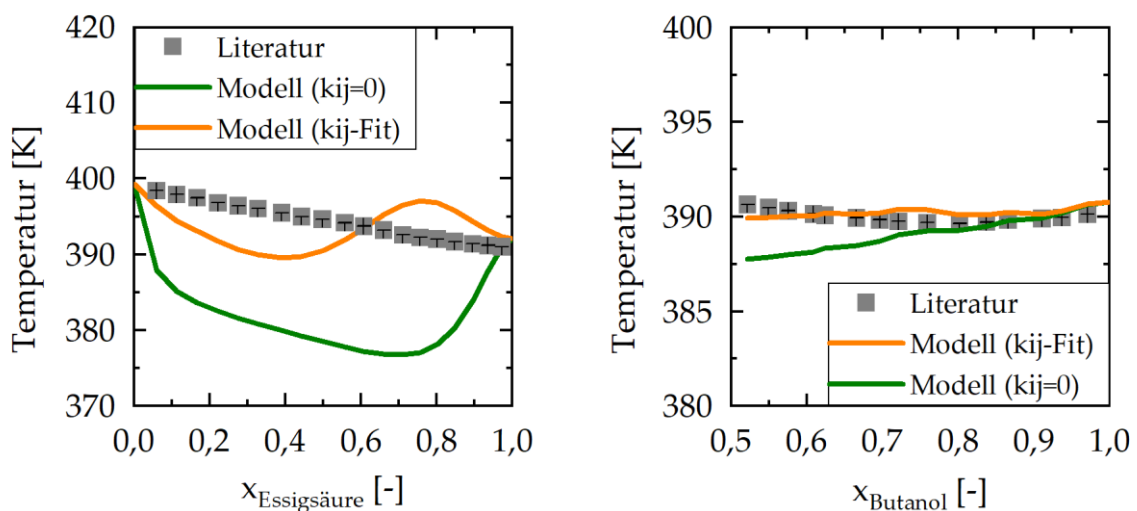 420
410
400
390
380
370
Temperatur [K]
Literatur
Modell (kij=0)
Modell (kij-Fit)
0,0 0,2 0,4 0,6 0,8 1,0
xEssigsäure [-]
400
395
390
385
380
Temperatur [K]
Literatur
Modell (kij-Fit)
Modell (kij=0)
0,5 0,6 0,7 0,8 0,9 1,0
xButanol [-]